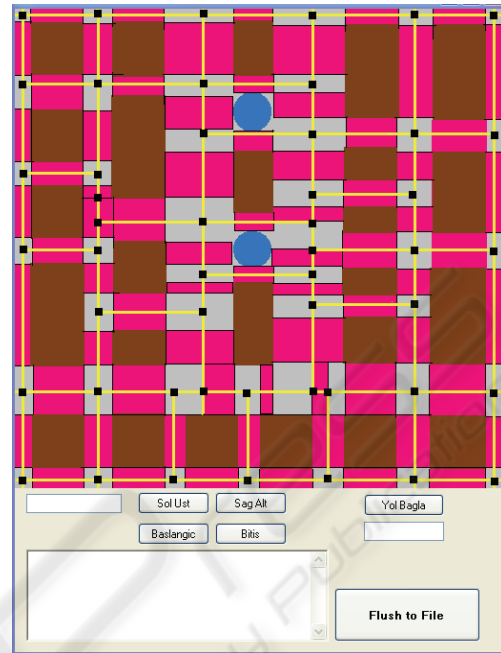 Sol Ust
Sag Alt
Yol Bagla
Baslangic
Bitis
Flush to File